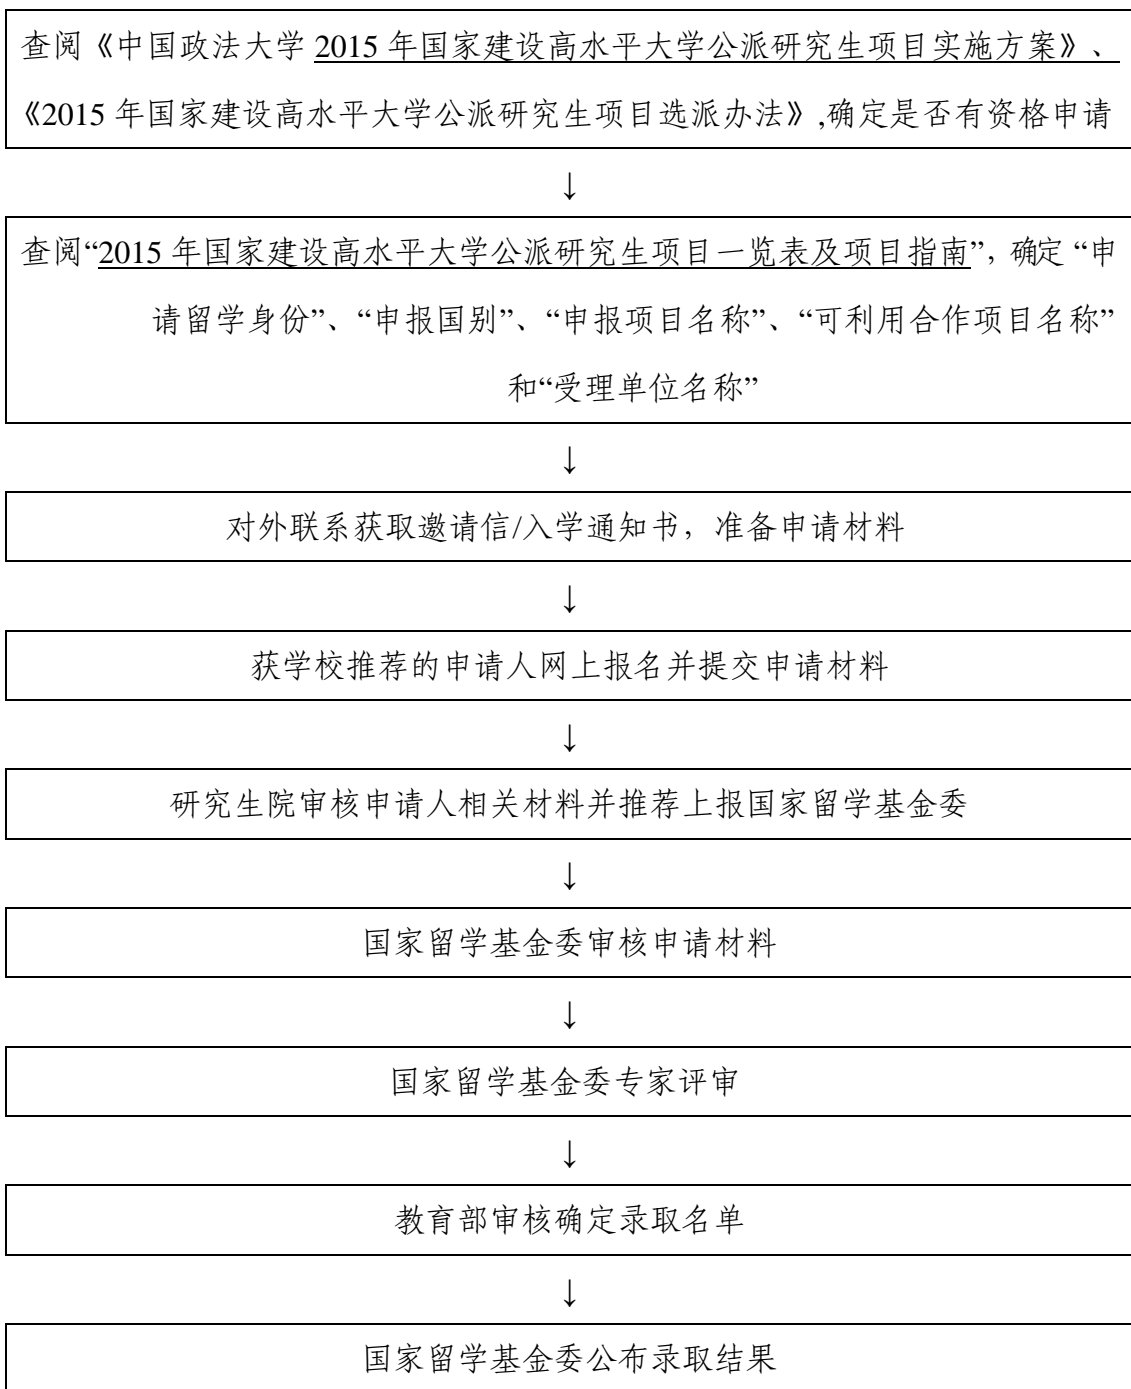 查阅《中国政法大学 2015 年国家建设高水平大学公派研究生项目实施方案》、
《2015 年国家建设高水平大学公派研究生项目选派办法》,确定是否有资格申请
↓
查阅“2015 年国家建设高水平大学公派研究生项目一览表及项目指南”，确定 “申
请留学身份”、“申报国别”、“申报项目名称”、“可利用合作项目名称”
和“受理单位名称”
↓
对外联系获取邀请信/入学通知书，准备申请材料
↓
获学校推荐的申请人网上报名并提交申请材料
↓
研究生院审核申请人相关材料并推荐上报国家留学基金委
↓
国家留学基金委审核申请材料
↓
国家留学基金委专家评审
↓
教育部审核确定录取名单
↓
国家留学基金委公布录取结果